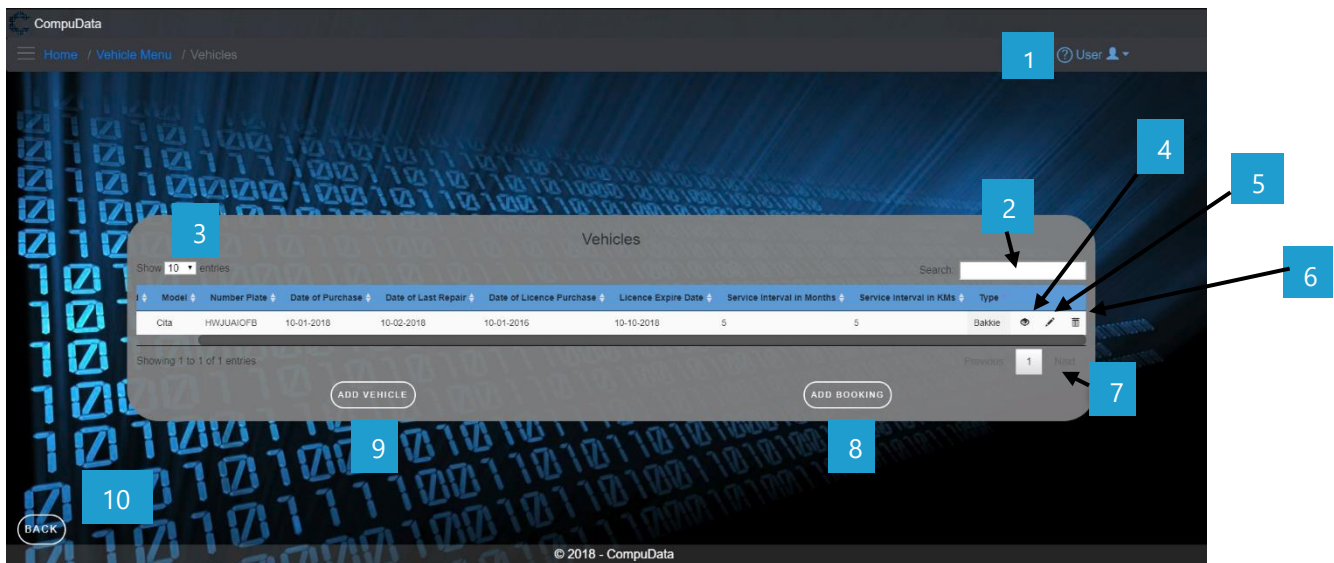 CompuData
Home / Vehicle Menu / Vehicles
1
User
4
5
2
3
Vehicles
6
Show 10 entries
Search:
Model Number Plate Date of Purchase Date of Last Repair Date of Licence Purchase Licence Expire Date Service Interval in Months Service Interval in KMs Type
Cita HWJUAIOFB 10-01-2018 10-02-2018 10-01-2016 10-10-2018 5 5 Bakkie
Showing 1 to 1 of 1 entries
Previous 1 Next
7
ADD VEHICLE
ADD BOOKING
9
8
10
BACK
© 2018 - CompuData